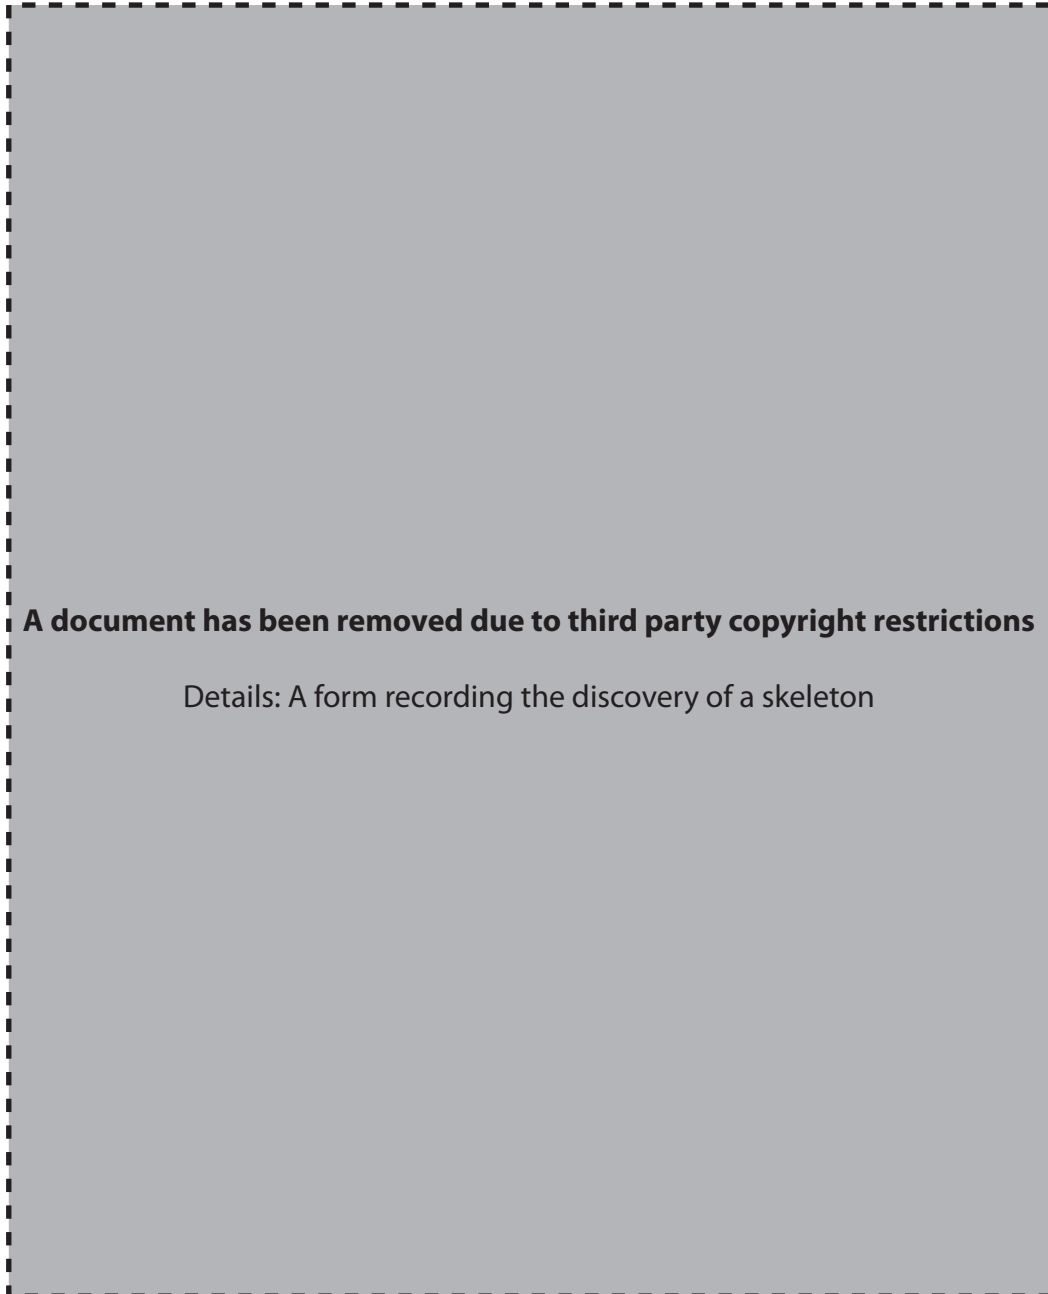 A document has been removed due to third party copyright restrictions
Details: A form recording the discovery of a skeleton